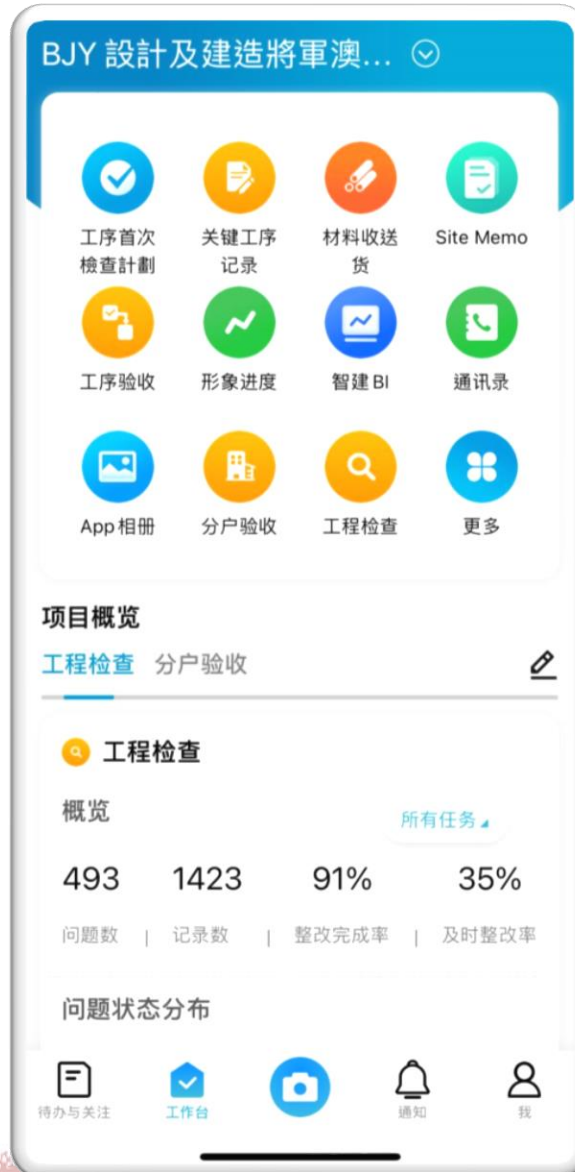 BJY 設計及建造將軍澳...
工序首次
檢查計劃
关键工序
记录
材料收送
货
Site Memo
工序验收
形象进度
智建BI
通讯录
App相册
分户验收
工程检查
更多
项目概览
工程检查 分户验收
工程检查
概览
所有任务
493 1423 91% 35%
问题数 | 记录数 | 整改完成率 | 及时整改率
问题状态分布
待办与关注 工作台 通知 我